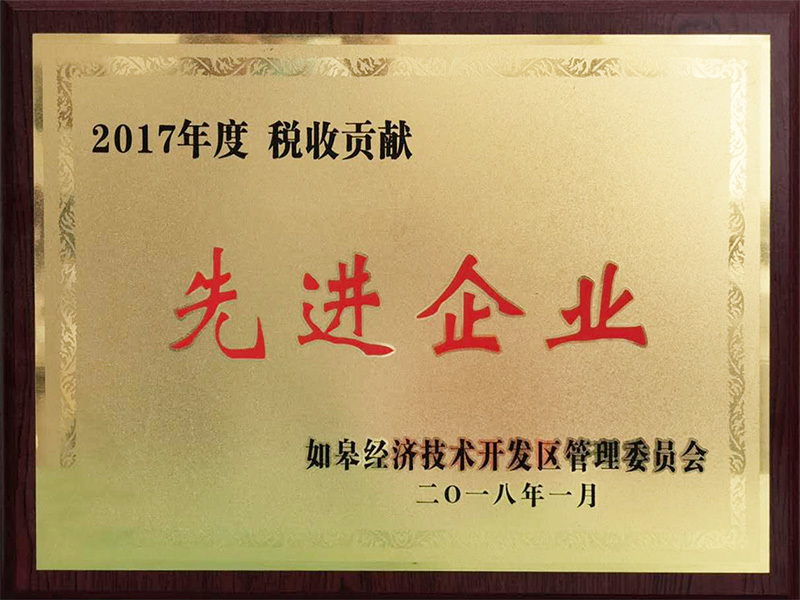 2017年度 税收贡献
先进企业
如皋经济技术开发区管理委员会
二〇一八年一月